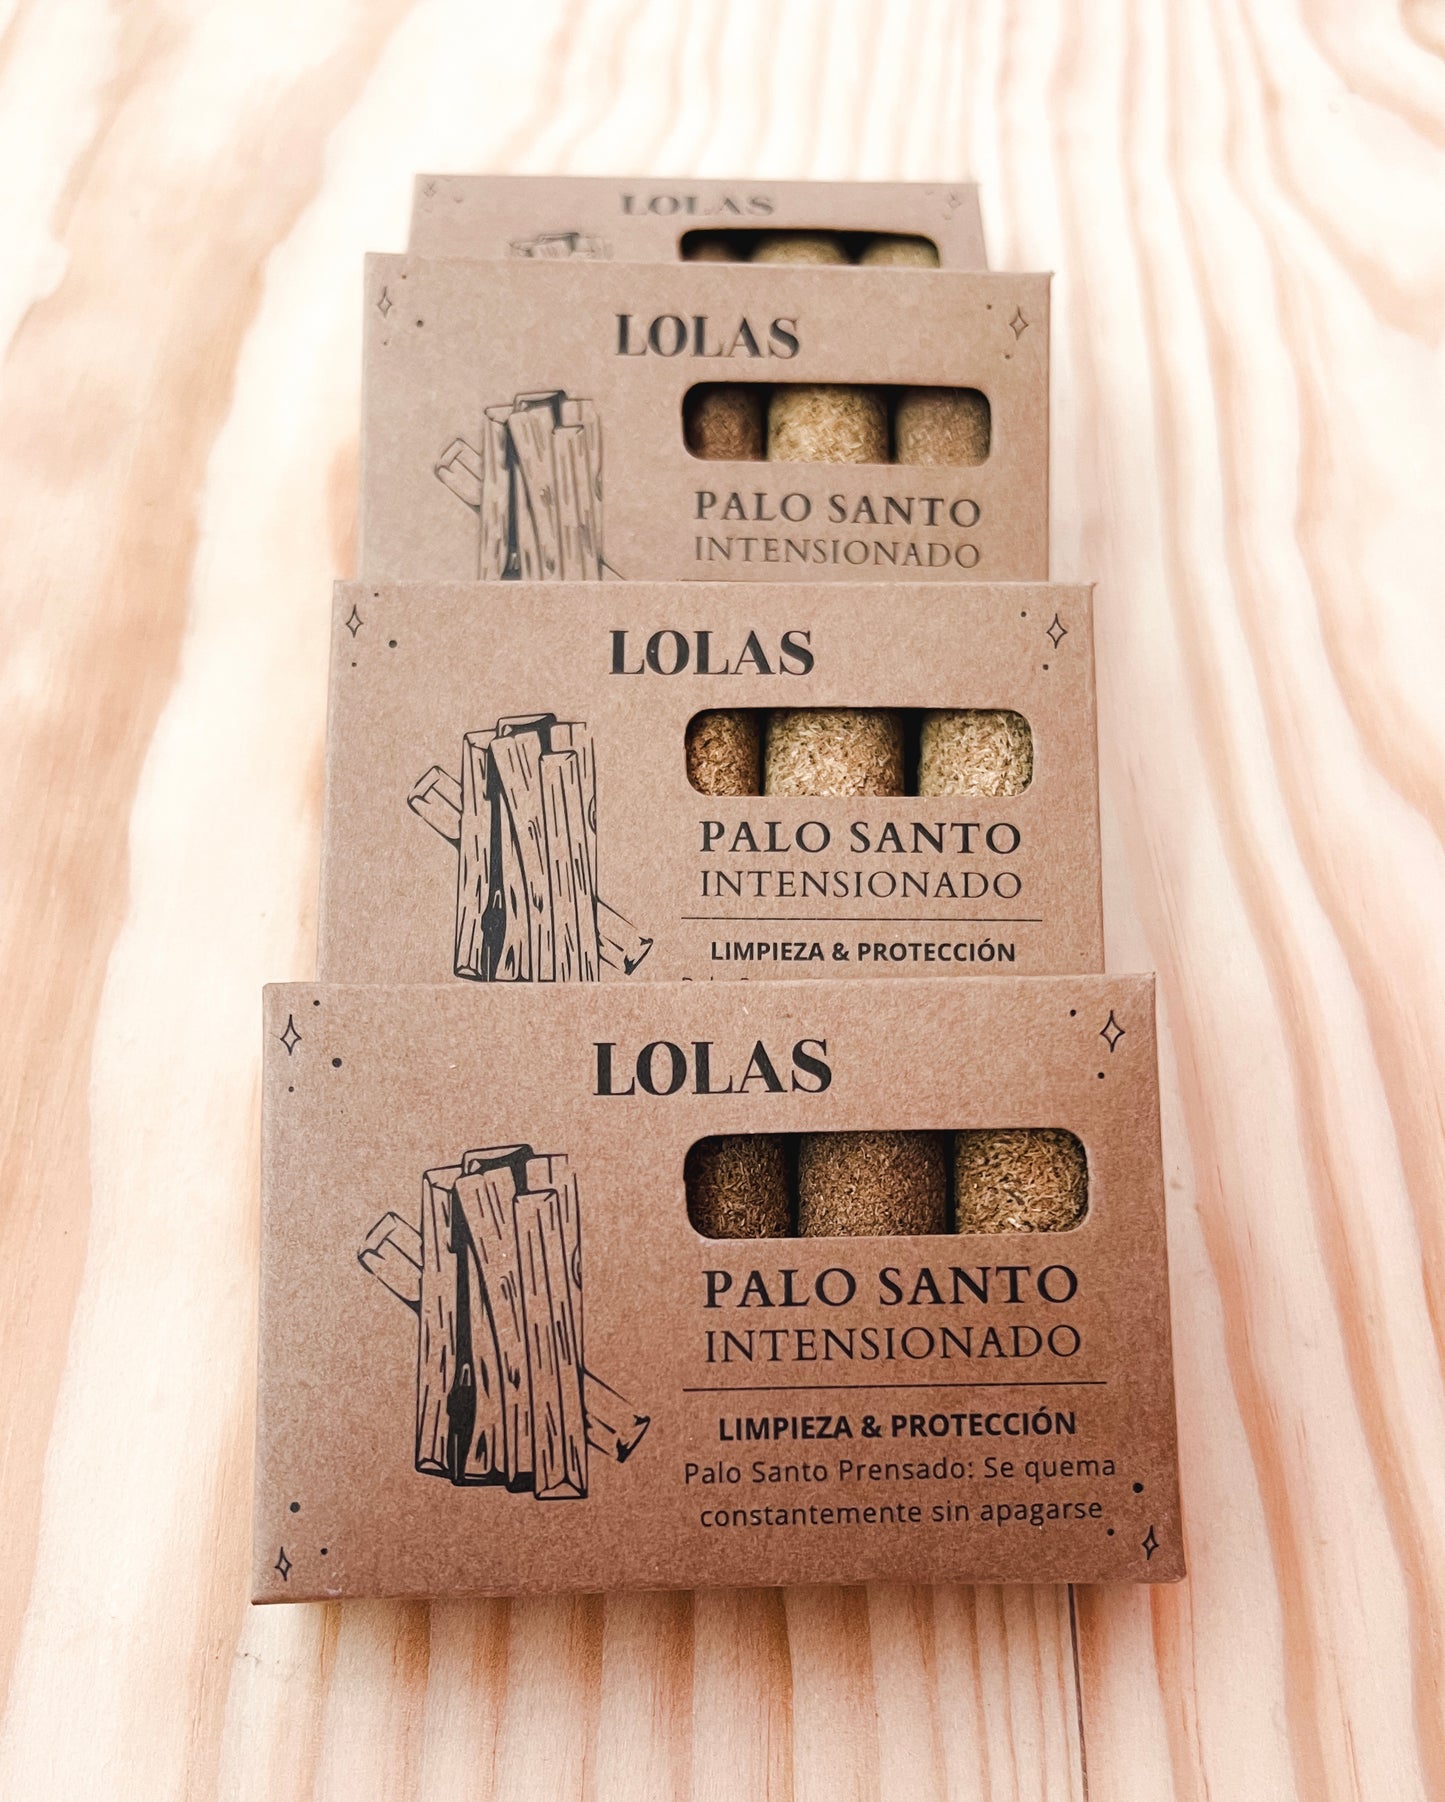 LOLAS
LOLAS
PALO SANTO
INTENSIONADO
LOLAS
PALO SANTO
INTENSIONADO
LIMPIEZA & PROTECCIÓN
LOLAS
PALO SANTO
INTENSIONADO
LIMPIEZA & PROTECCIÓN
Palo Santo Prensado: Se quema
constantemente sin apagarse